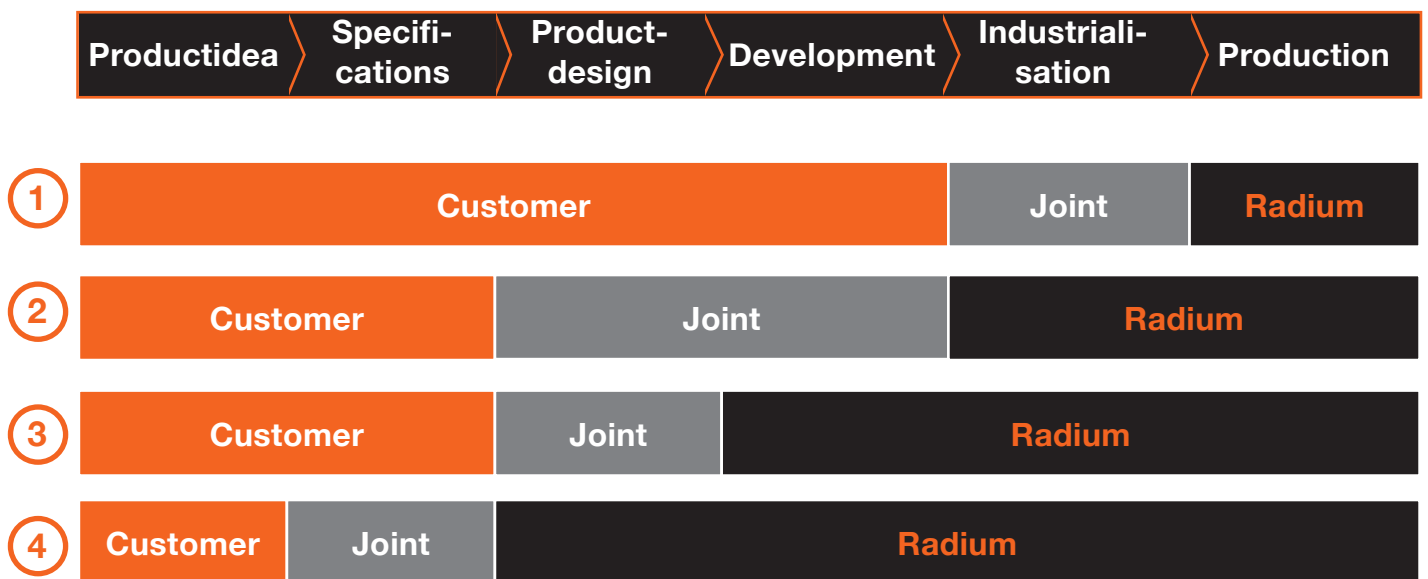 Productidea
Specifi-
cations
Product-
design
Development
Industriali-
sation
Production
1
Customer
Joint
Radium
2
Customer
Joint
Radium
3
Customer
Joint
Radium
4
Customer
Joint
Radium